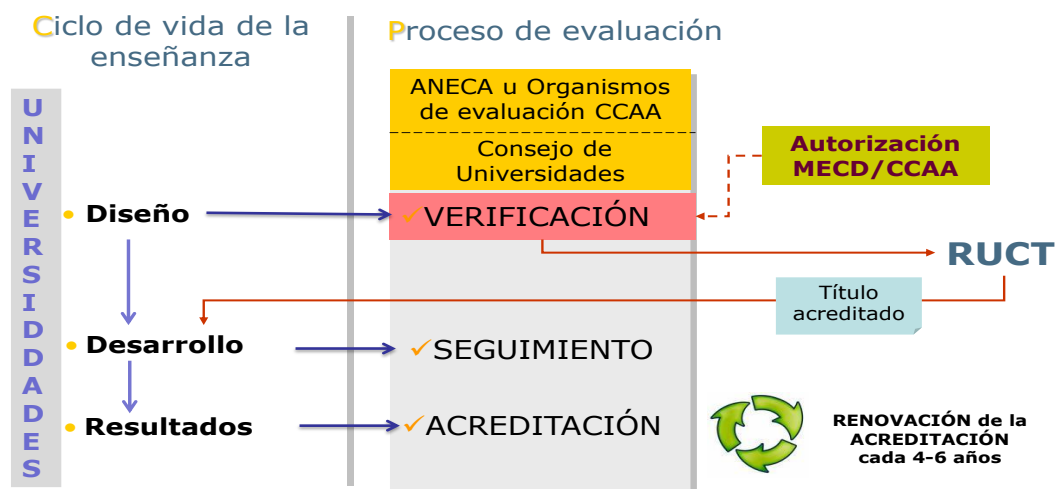 Ciclo de vida de la
enseñanza
Proceso de evaluación
UNIVERSIDDADES
ANECA u Organismos
de evaluación CCAA
Consejo de
Universidades
Autorización
MECD/CCAA
• Diseño
✓VERIFICACIÓN
RUCT
Título
acreditado
• Desarrollo
✓SEGUIMIENTO
• Resultados
✓ACREDITACIÓN
RENOVACIÓN de la
ACREDITACIÓN
cada 4-6 años